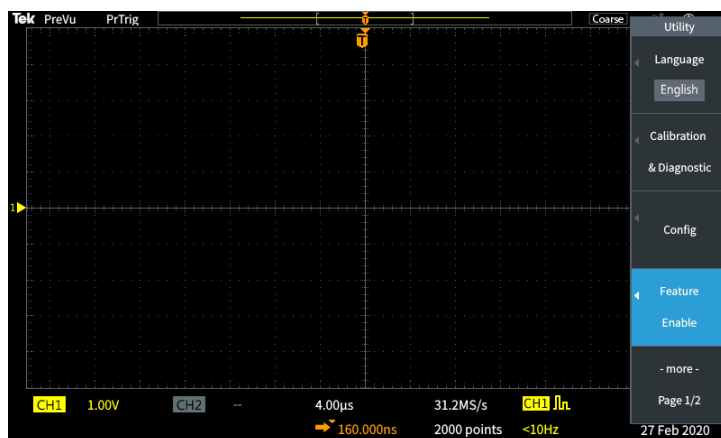 Tek PreVu PrTrig
T
Coarse
T
Utility
Language
English
Calibration
& Diagnostic
1
Config
Feature
Enable
- more -
Page 1/2
CH1 1.00V CH2 -- 4.00µs 31.2MS/s CH1
160.000ns 2000 points <10Hz 27 Feb 2020